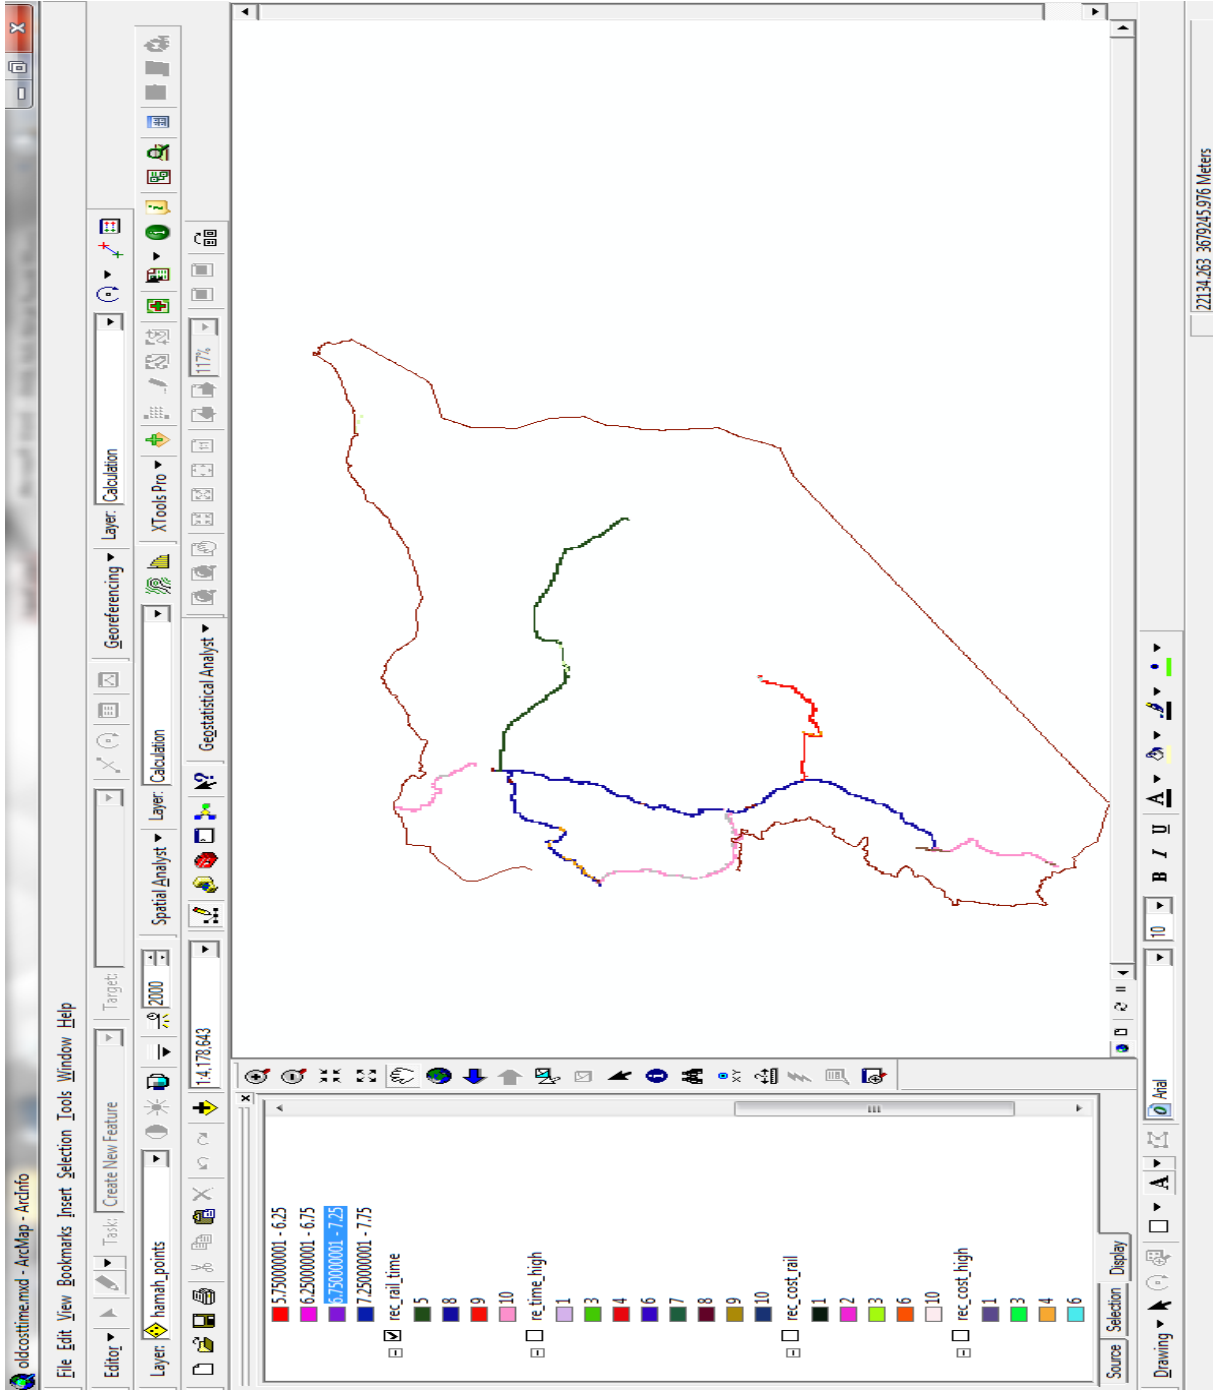 oldcosttime.mxd - ArcMap - ArcInfo
File Edit View Bookmarks Insert Selection Tools Window Help
Editor Task: Create New Feature Target: Georeferencing Layer: Calculation
Layer: hamah_points 2000 Spatial Analyst Layer: Calculation XTools Pro
1:4,178,643 Geostatistical Analyst 117%
5.750000001 - 6.25
6.250000001 - 6.75
6.750000001 - 7.25
7.250000001 - 7.75
rec_rail_time
5
8
9
10
re_time_high
1
3
4
6
7
8
9
10
rec_cost_rail
1
2
3
6
10
rec_cost_high
1
3
4
6
Source Selection Display
Drawing A Arial 10 B I U A
22134.263 3679245.976 Meters